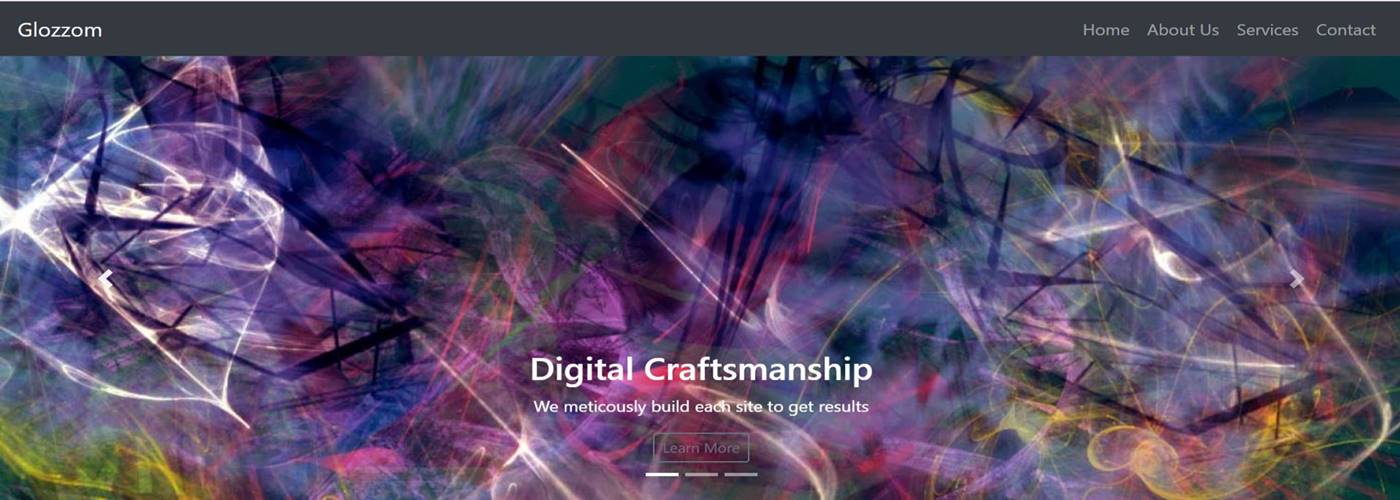 Glozzom
Home About Us Services Contact
Digital Craftsmanship
We meticously build each site to get results
Learn More